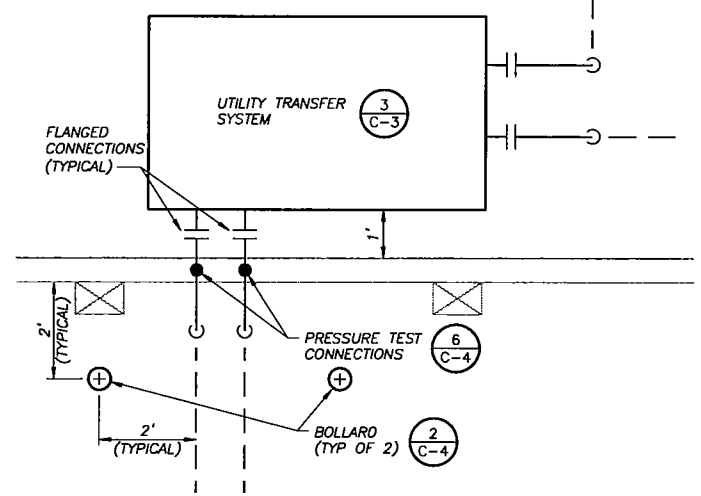 UTILITY TRANSFER
SYSTEM
3
C-3
FLANGED
CONNECTIONS
(TYPICAL)
1'
2'
(TYPICAL)
PRESSURE TEST
CONNECTIONS
6
C-4
2'
(TYPICAL)
BOLLARD
(TYP OF 2)
2
C-4